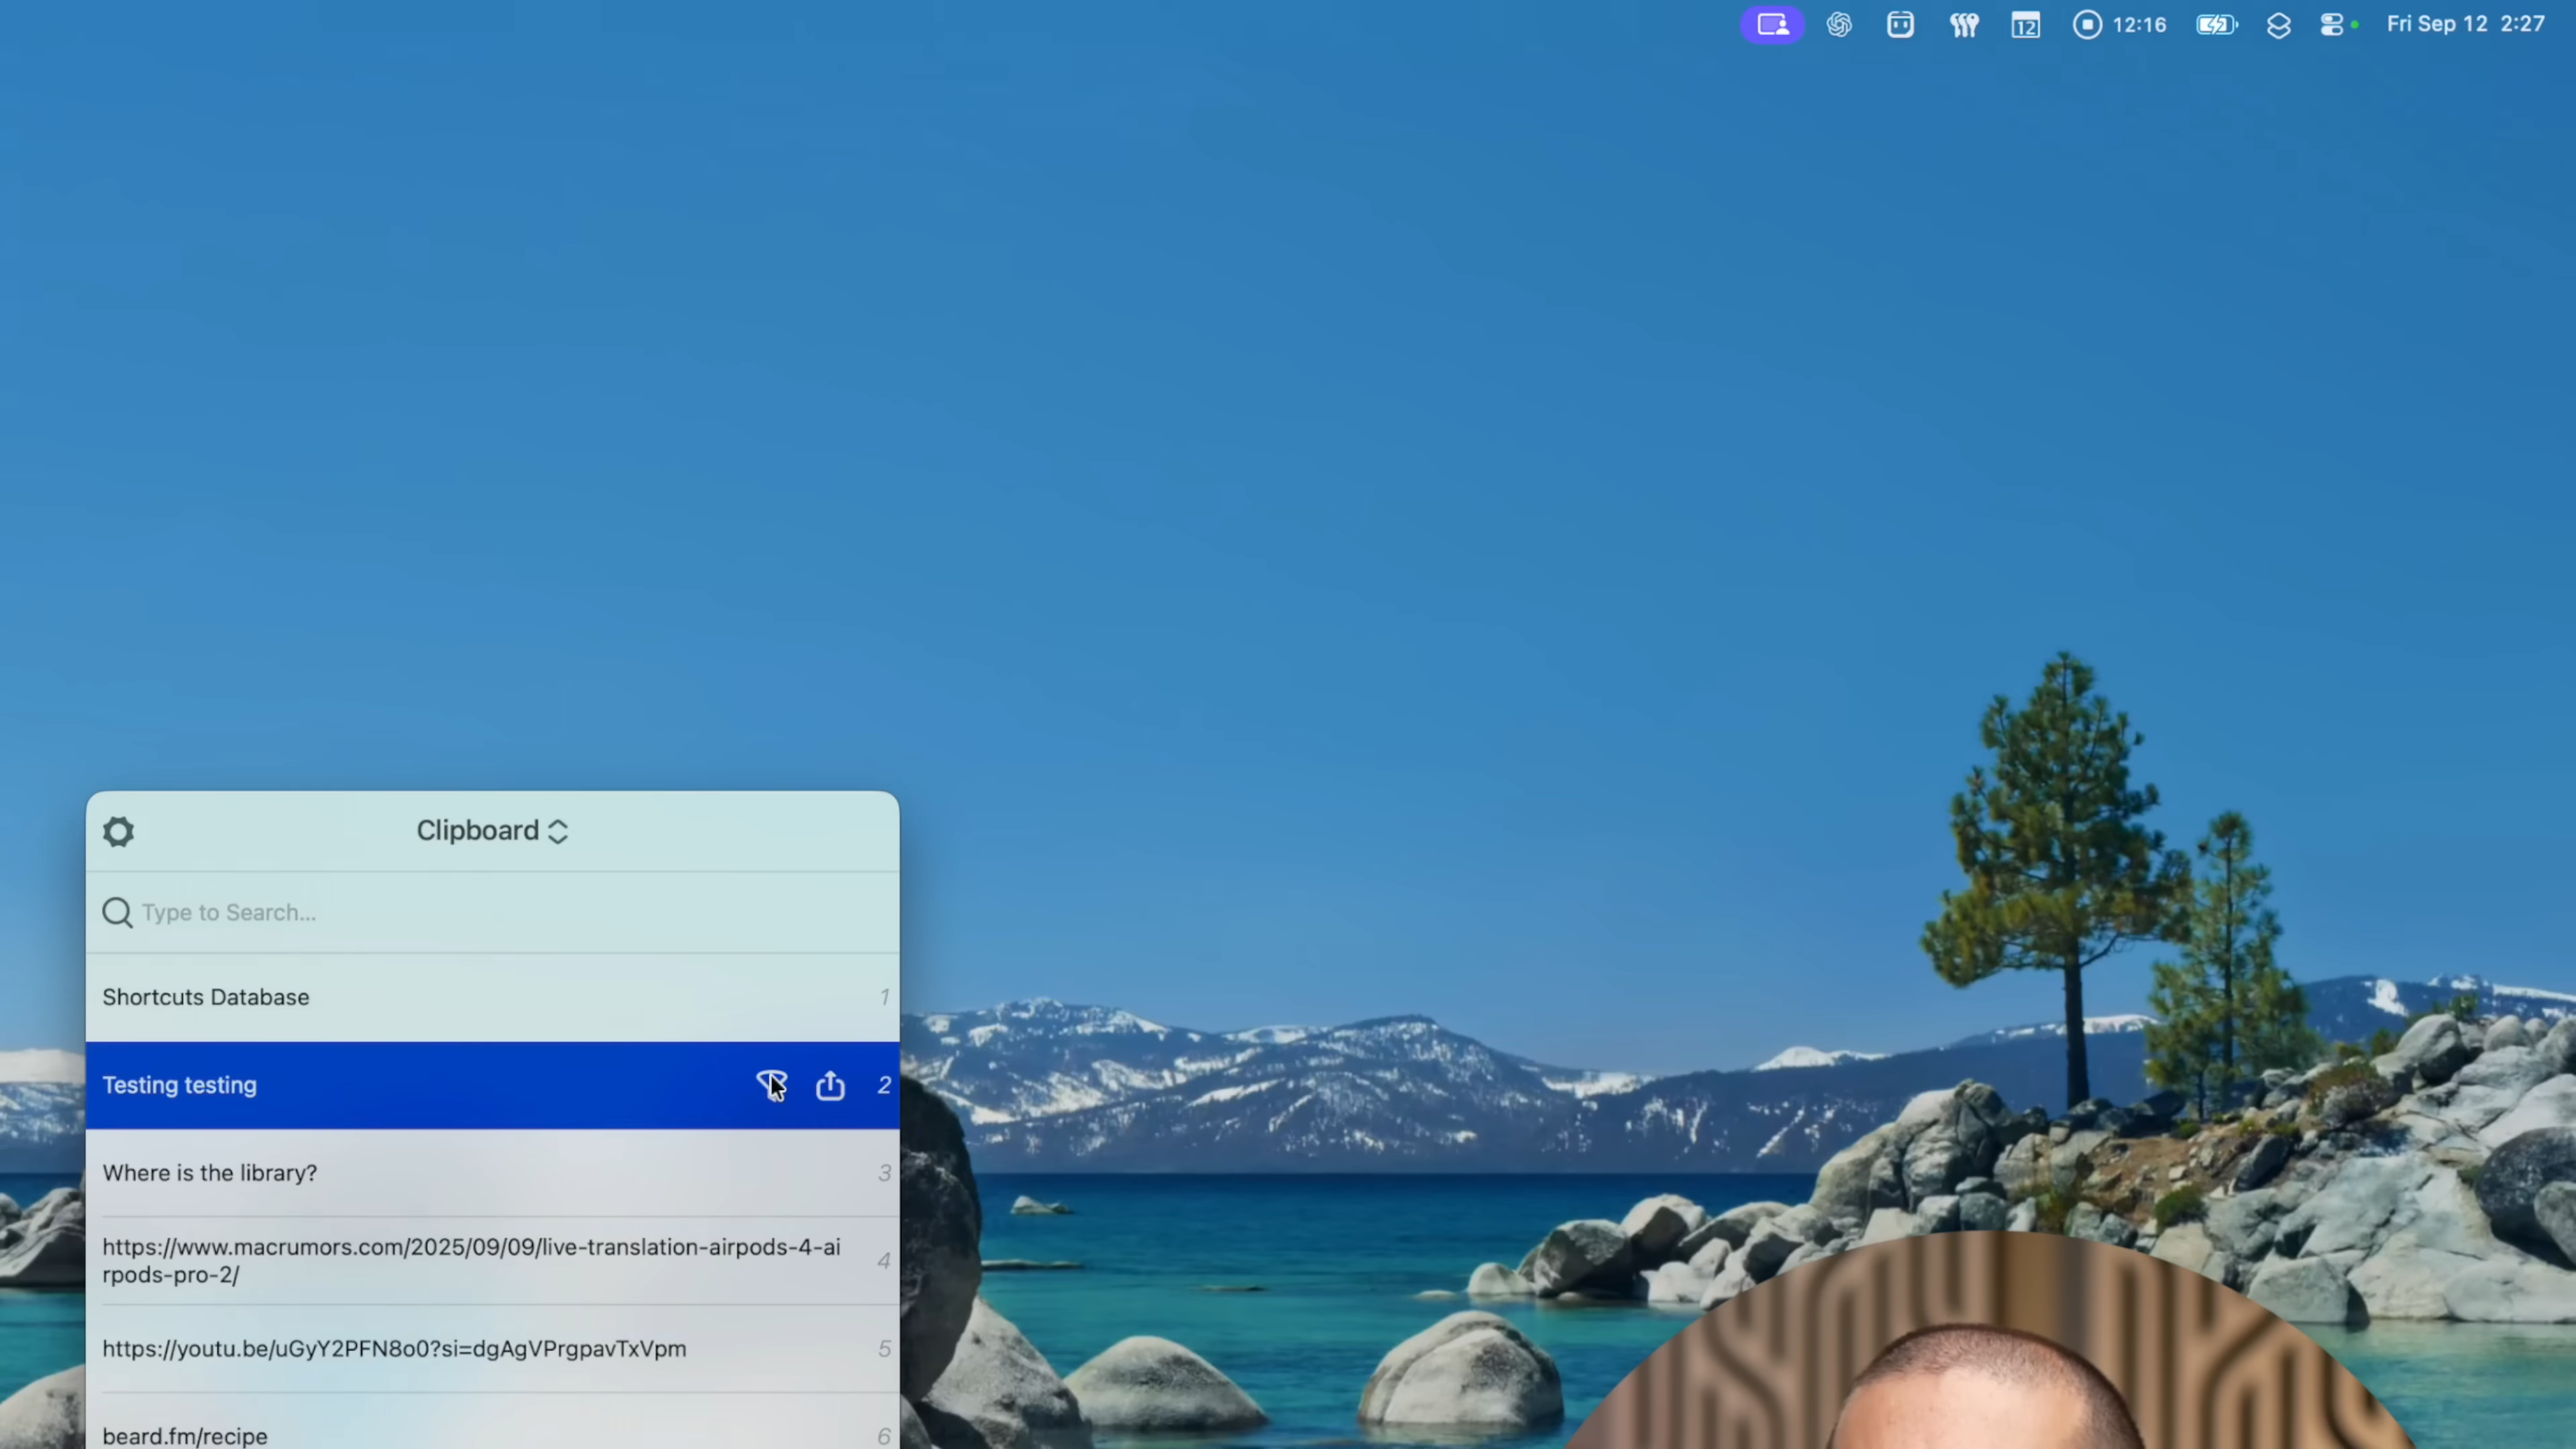 12 12:16 Fri Sep 12 2:27
Clipboard
Type to Search...
Shortcuts Database 1
Testing testing 2
Where is the library? 3
https://www.macrumors.com/2025/09/09/live-translation-airpods-4-ai
rpods-pro-2/ 4
https://youtu.be/uGyY2PFN8o0?si=dgAgVPrgpavTxVpm 5
beard.fm/recipe 6